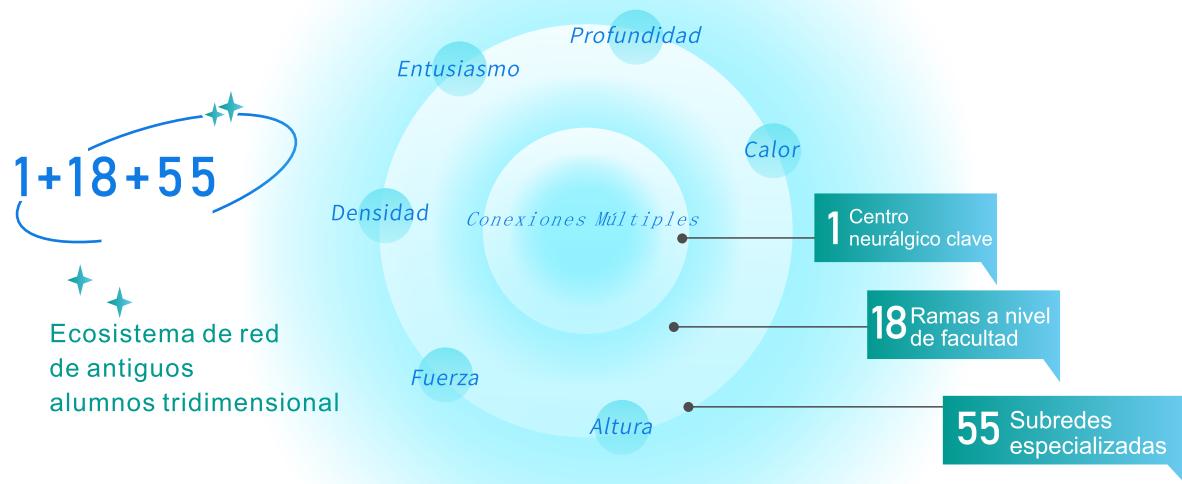 Profundidad
Entusiasmo
Calor
Densidad
Conexiones Múltiples
Fuerza
Altura
1+18+55
Ecosistema de red
de antiguos
alumnos tridimensional
1 Centro
neurálgico clave
18 Ramas a nivel
de facultad
55 Subredes
especializadas